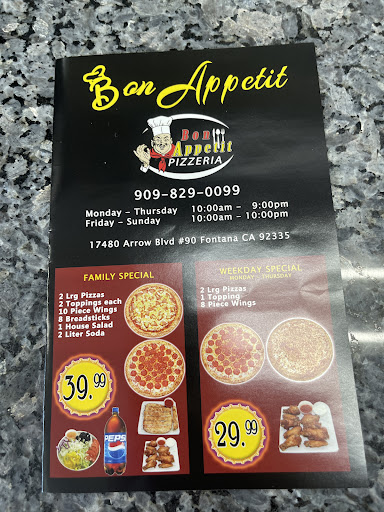 Bon Appetit
Bon
Appetit
PIZZERIA
909-829-0099
Monday - Thursday 10:00am - 9:00pm
Friday - Sunday 10:00am - 10:00pm
17480 Arrow Blvd #90 Fontana CA 92335
FAMILY SPECIAL
2 Lrg Pizzas
2 Toppings each
10 Piece Wings
8 Breadsticks
1 House Salad
2 Liter Soda
39.99
PEPSI
WEEKDAY SPECIAL
MONDAY - THURSDAY
2 Lrg Pizzas
1 Topping
8 Piece Wings
29.99